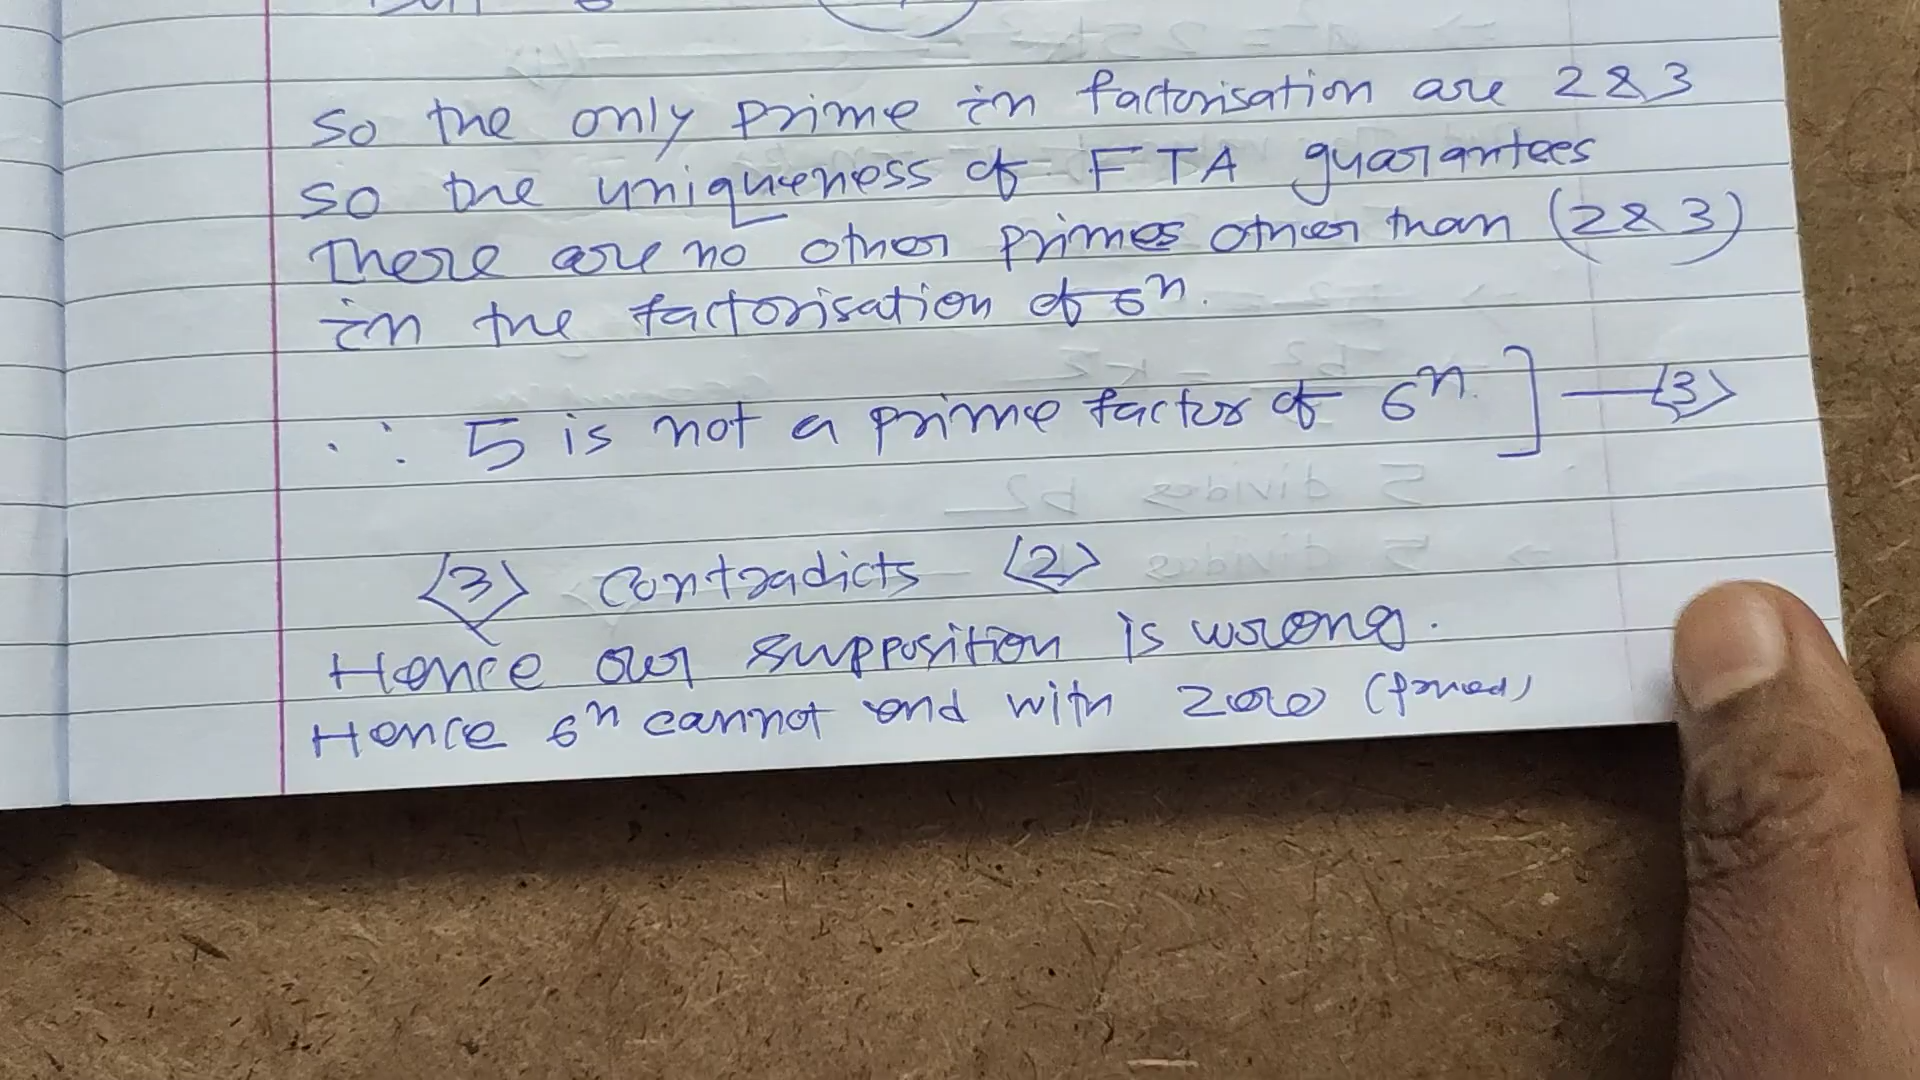 So the only prime in factorisation are 2 & 3
so the uniqueness of FTA guarantees
There are no other primes other than (2 & 3)
in the factorisation of 6ⁿ.
∴ 5 is not a prime factor of 6ⁿ ] — <3>
<3> contradicts <2>
Hence our supposition is wrong.
Hence 6ⁿ cannot end with zero (proved)